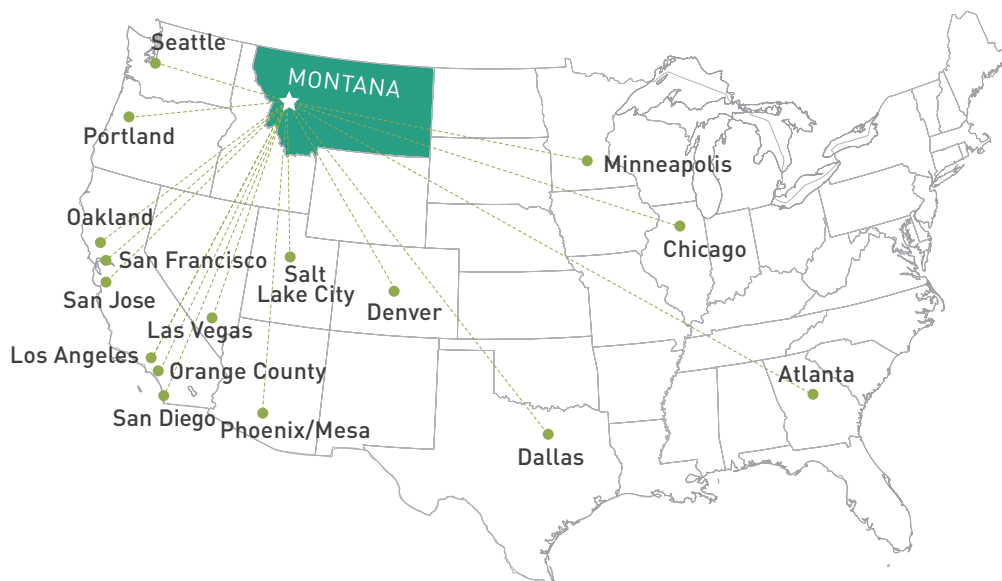 Seattle
MONTANA
Portland
Minneapolis
Oakland
San Francisco
Chicago
Salt
Lake City
San Jose
Denver
Las Vegas
Los Angeles
Orange County
Atlanta
San Diego
Phoenix/Mesa
Dallas